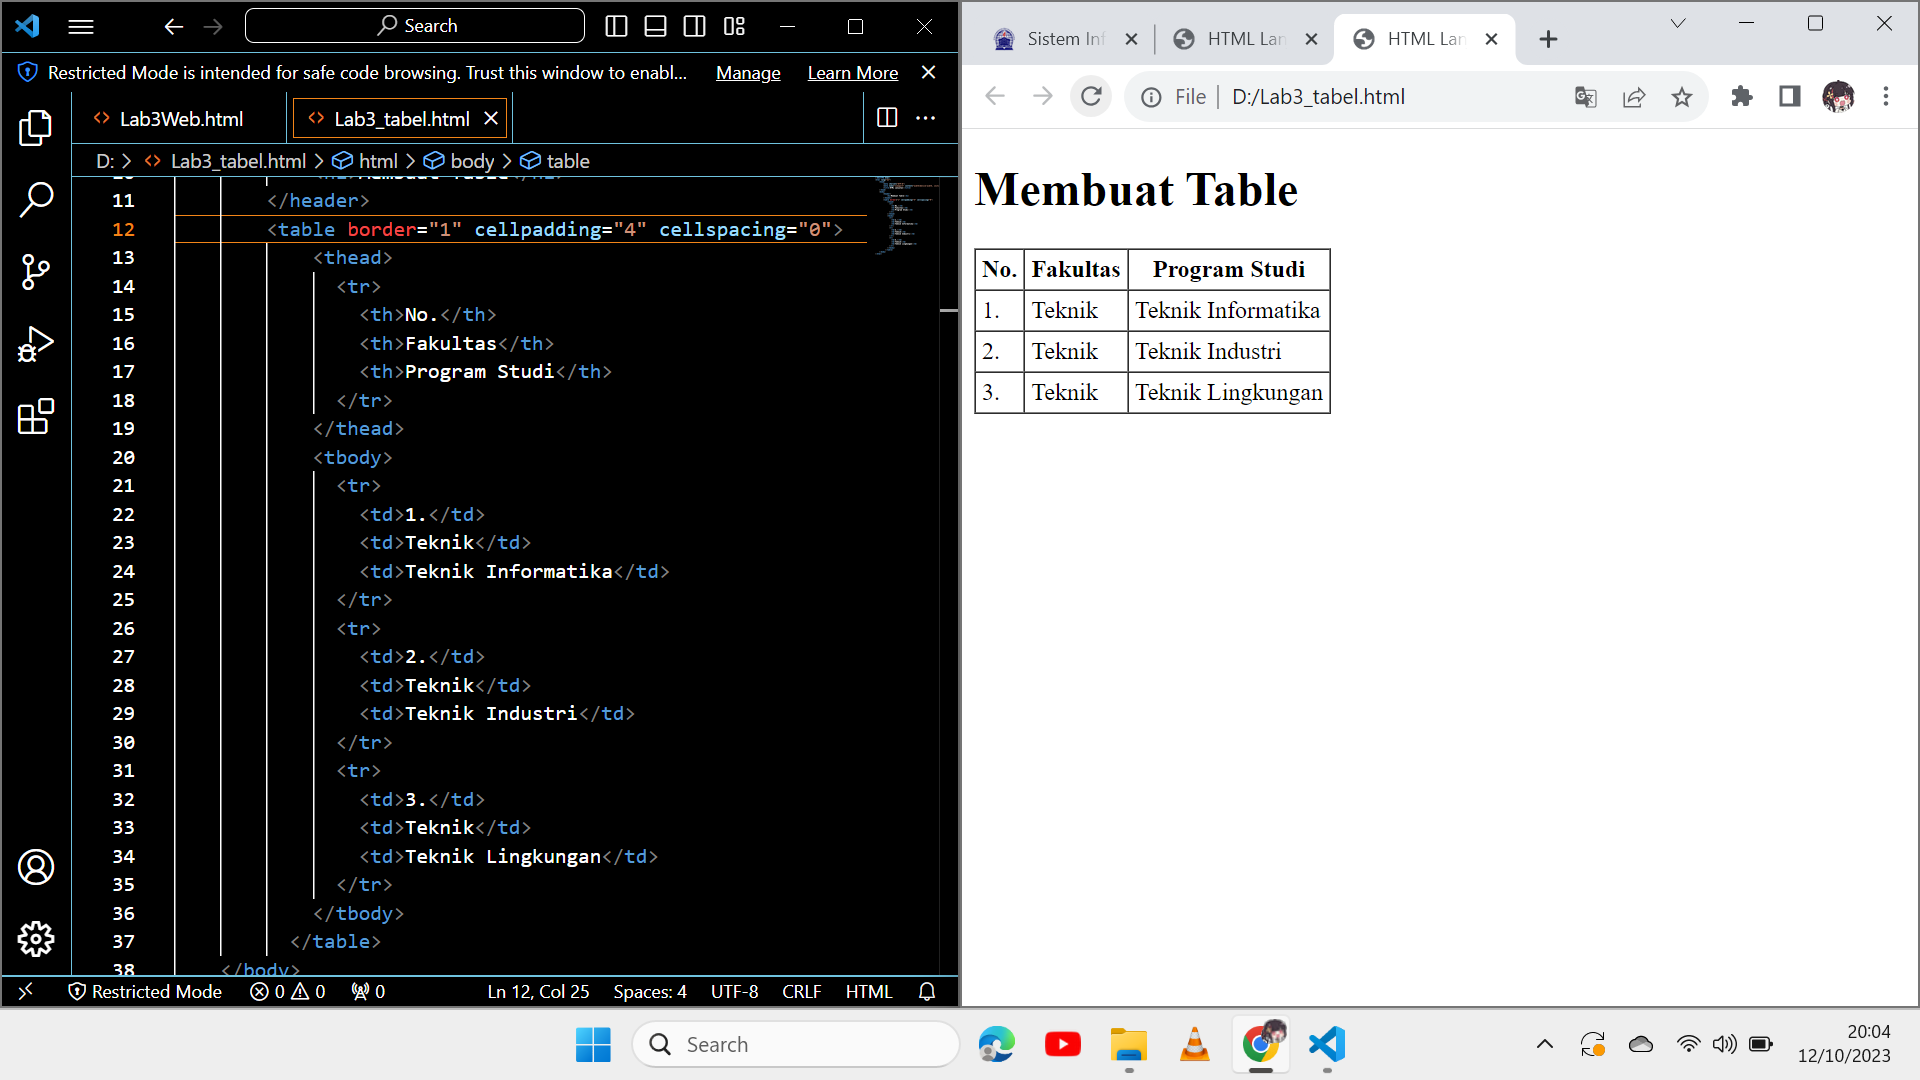 Search
Restricted Mode is intended for safe code browsing. Trust this window to enabl... Manage Learn More
Lab3Web.html
Lab3_tabel.html
D: > Lab3_tabel.html > html > body > table
11 </header>
12 <table border="1" cellpadding="4" cellspacing="0">
13 <thead>
14 <tr>
15 <th>No.</th>
16 <th>Fakultas</th>
17 <th>Program Studi</th>
18 </tr>
19 </thead>
20 <tbody>
21 <tr>
22 <td>1.</td>
23 <td>Teknik</td>
24 <td>Teknik Informatika</td>
25 </tr>
26 <tr>
27 <td>2.</td>
28 <td>Teknik</td>
29 <td>Teknik Industri</td>
30 </tr>
31 <tr>
32 <td>3.</td>
33 <td>Teknik</td>
34 <td>Teknik Lingkungan</td>
35 </tr>
36 </tbody>
37 </table>
38 </body>
Restricted Mode 0 0 0 Ln 12, Col 25 Spaces: 4 UTF-8 CRLF HTML
Sistem Inf
HTML Lan
HTML Lan
File | D:/Lab3_tabel.html
Membuat Table
No. Fakultas Program Studi
1. Teknik Teknik Informatika
2. Teknik Teknik Industri
3. Teknik Teknik Lingkungan
Search
20:04
12/10/2023